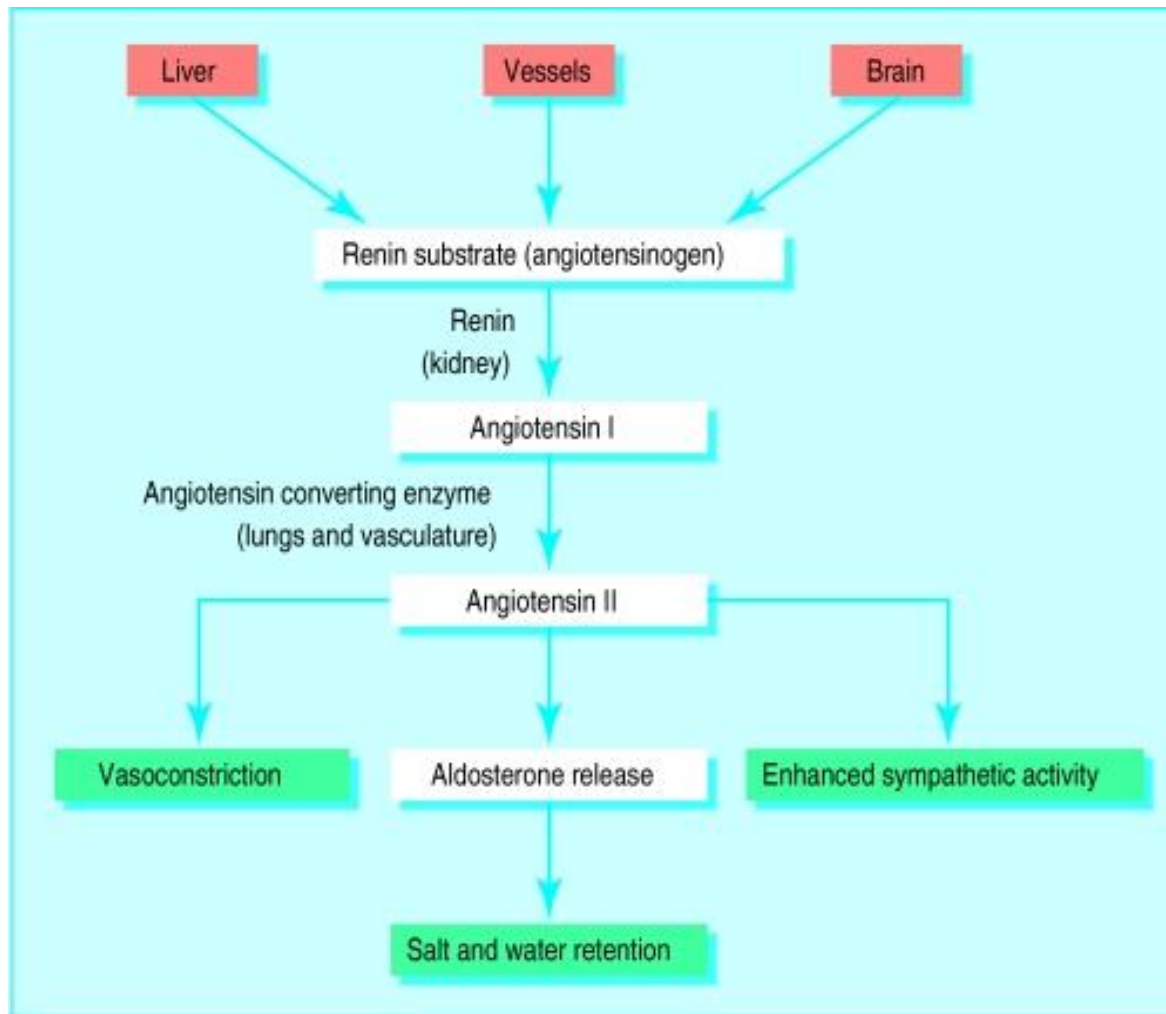 Liver
Vessels
Brain
Renin substrate (angiotensinogen)
Renin
(kidney)
Angiotensin I
Angiotensin converting enzyme
(lungs and vasculature)
Angiotensin II
Vasoconstriction
Aldosterone release
Enhanced sympathetic activity
Salt and water retention